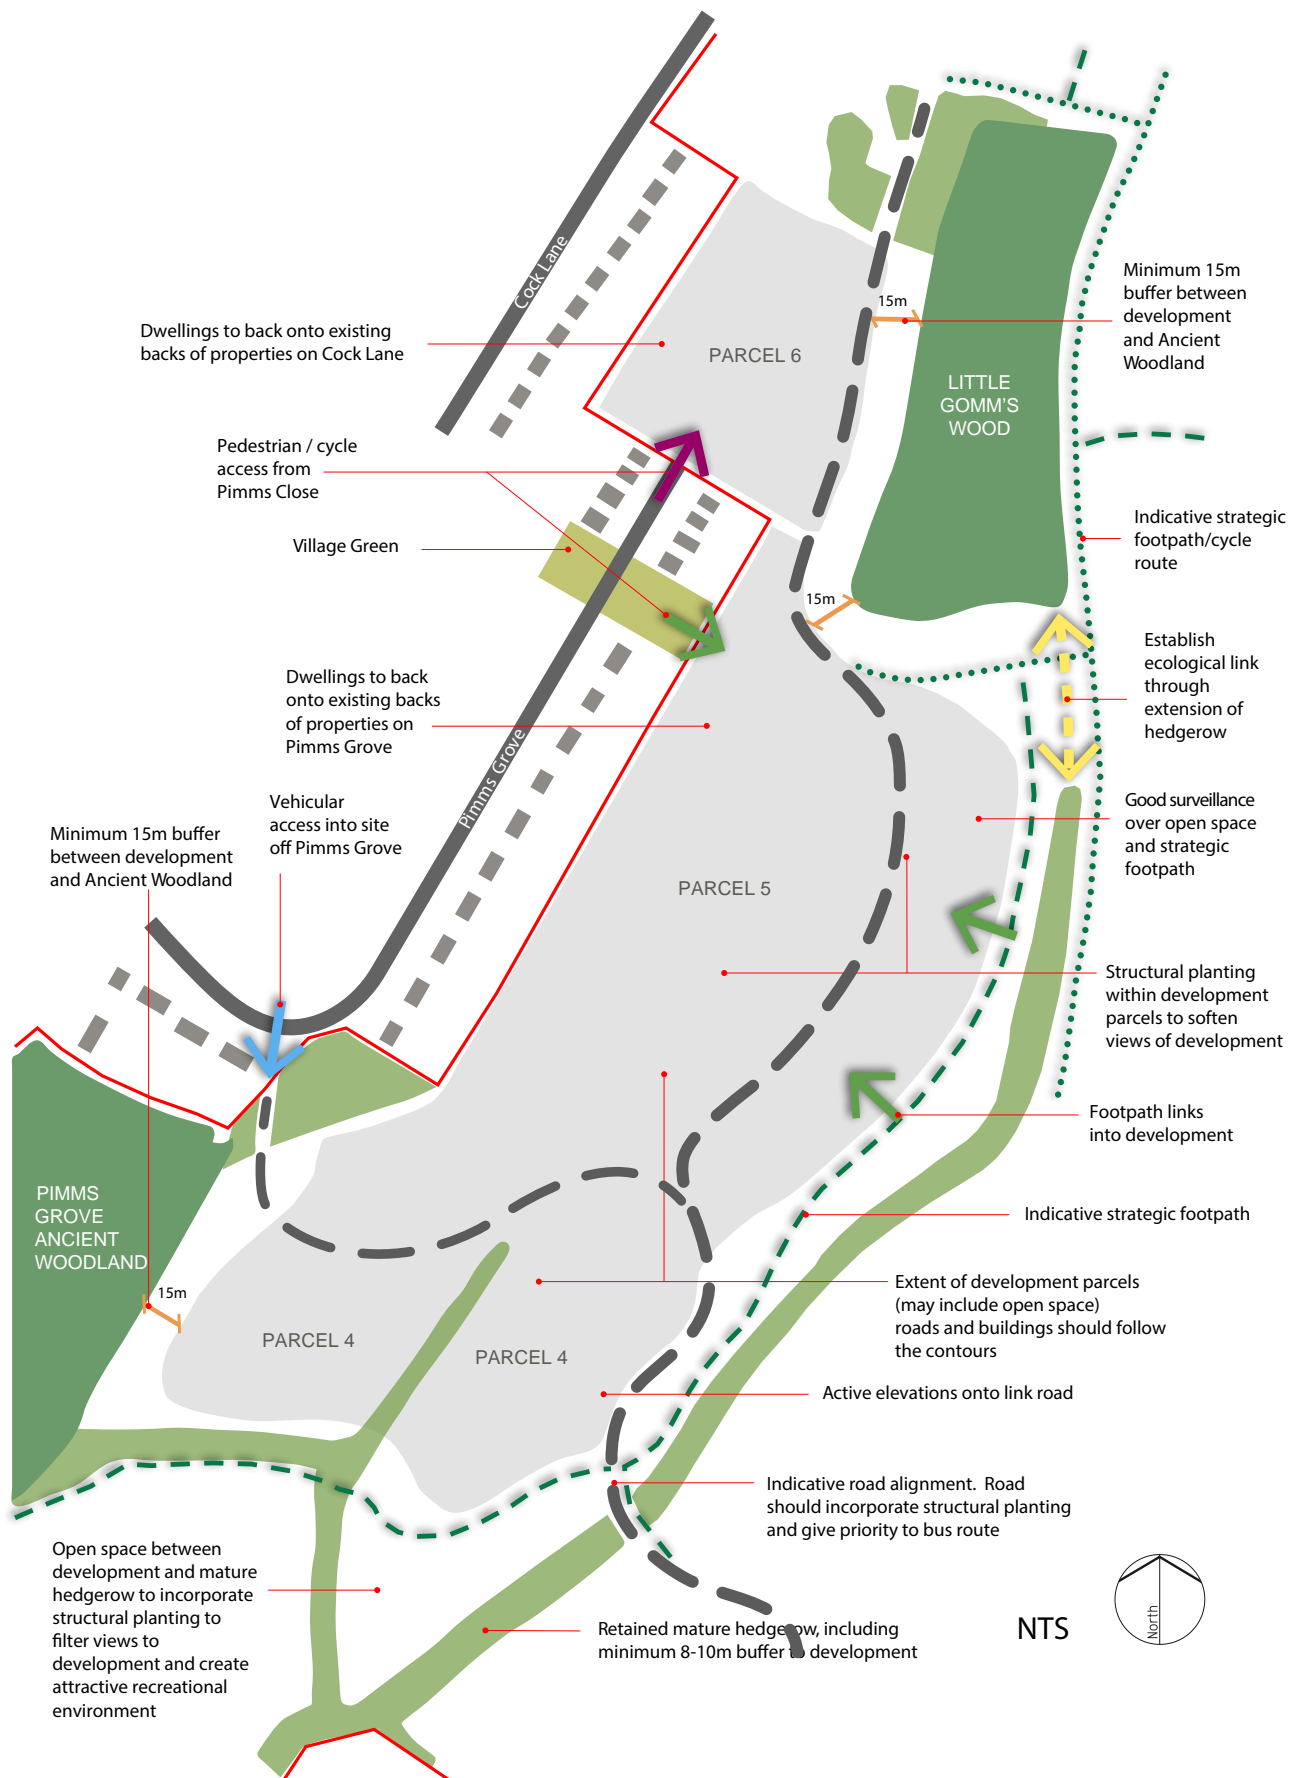 Cock Lane
15m
Minimum 15m
buffer between
development
and Ancient
Woodland
Dwellings to back onto existing
backs of properties on Cock Lane
PARCEL 6
LITTLE
GOMM'S
WOOD
Pedestrian / cycle
access from
Pimms Close
Village Green
Indicative strategic
footpath/cycle
route
15m
Establish
ecological link
through
extension of
hedgerow
Dwellings to back
onto existing backs
of properties on
Pimms Grove
Pimms Grove
Vehicular
access into site
off Pimms Grove
Minimum 15m buffer
between development
and Ancient Woodland
Good surveillance
over open space
and strategic
footpath
PARCEL 5
Structural planting
within development
parcels to soften
views of development
Footpath links
into development
PIMMS
GROVE
ANCIENT
WOODLAND
Indicative strategic footpath
15m
Extent of development parcels
(may include open space)
roads and buildings should follow
the contours
PARCEL 4
PARCEL 4
Active elevations onto link road
Indicative road alignment.  Road
should incorporate structural planting
and give priority to bus route
Open space between
development and mature
hedgerow to incorporate
structural planting to
filter views to
development and create
attractive recreational
environment
Retained mature hedgerow, including
minimum 8-10m buffer to development
NTS
North